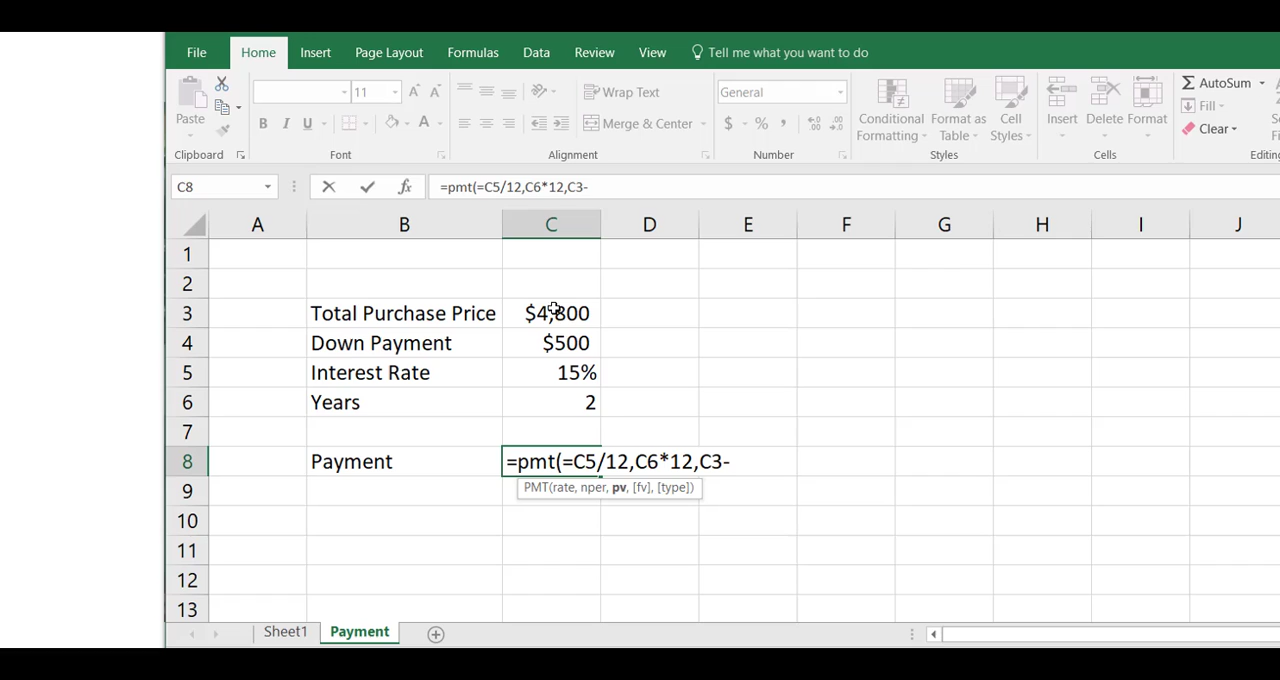 File Home Insert Page Layout Formulas Data Review View Tell me what you want to do
Paste 11 Wrap Text General AutoSum
B I U Merge & Center $ % , Conditional Formatting Format as Table Cell Styles Insert Delete Format Fill
Clear
Clipboard Font Alignment Number Styles Cells Editing
C8 fx =pmt(=C5/12,C6*12,C3-
A B C D E F G H I J
1
2
3 Total Purchase Price $4,800
4 Down Payment $500
5 Interest Rate 15%
6 Years 2
7
8 Payment =pmt(=C5/12,C6*12,C3-
9 PMT(rate, nper, pv, [fv], [type])
10
11
12
13
Sheet1 Payment